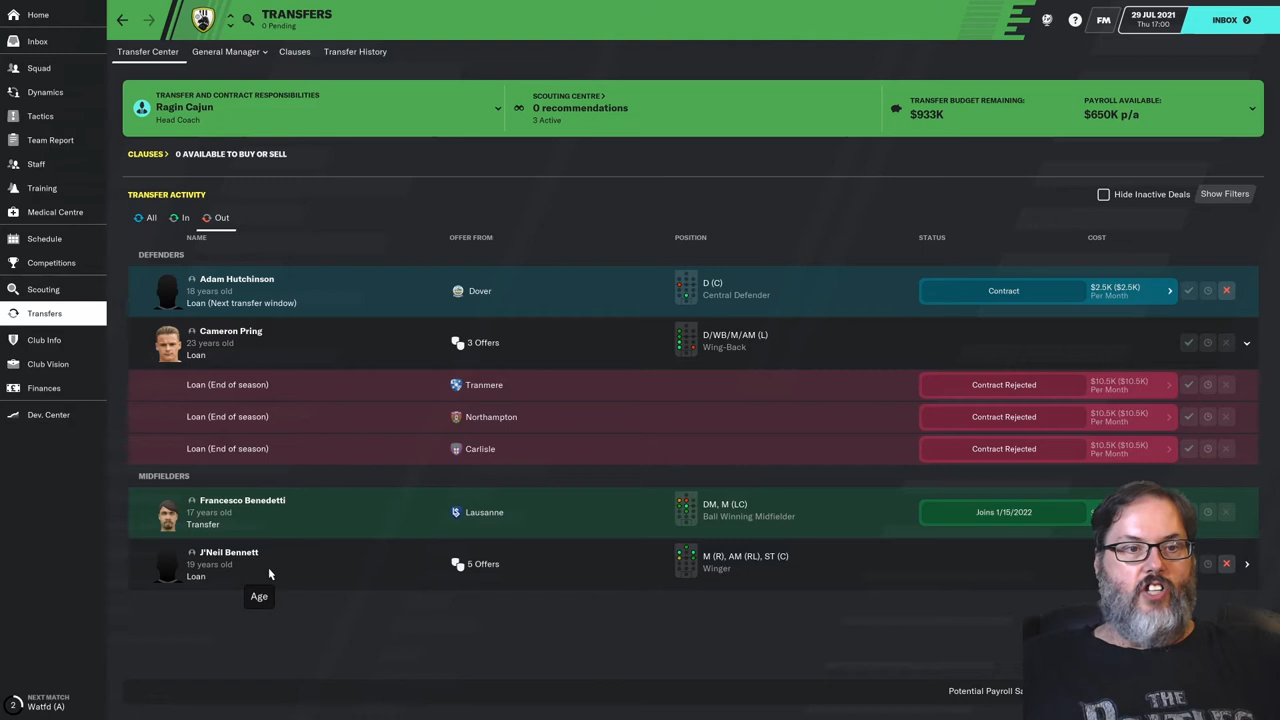 Home
Inbox
Squad
Dynamics
Tactics
Team Report
Staff
Training
Medical Centre
Schedule
Competitions
Scouting
Transfers
Club Info
Club Vision
Finances
Dev. Center
2
NEXT MATCH
Watfd (A)
TRANSFERS
0 Pending
?
FM
29 JUL 2021
Thu 17:00
INBOX
Transfer Center
General Manager
Clauses
Transfer History
TRANSFER AND CONTRACT RESPONSIBILITIES
Ragin Cajun
Head Coach
SCOUTING CENTRE >
0 recommendations
3 Active
TRANSFER BUDGET REMAINING:
$933K
PAYROLL AVAILABLE:
$650K p/a
CLAUSES > 0 AVAILABLE TO BUY OR SELL
TRANSFER ACTIVITY
Hide Inactive Deals
Show Filters
All
In
Out
NAME OFFER FROM POSITION STATUS COST
DEFENDERS
Adam Hutchinson
18 years old
Loan (Next transfer window)
Dover
D (C)
Central Defender
Contract
$2.5K ($2.5K)
Per Month
Cameron Pring
23 years old
Loan
3 Offers
D/WB/M/AM (L)
Wing-Back
Loan (End of season) Tranmere Contract Rejected
$10.5K ($10.5K)
Per Month
Loan (End of season) Northampton Contract Rejected
$10.5K ($10.5K)
Per Month
Loan (End of season) Carlisle Contract Rejected
$10.5K ($10.5K)
Per Month
MIDFIELDERS
Francesco Benedetti
17 years old
Transfer
Lausanne
DM, M (LC)
Ball Winning Midfielder
Joins 1/15/2022
J'Neil Bennett
19 years old
Loan
5 Offers
M (R), AM (RL), ST (C)
Winger
Age
Potential Payroll
THE